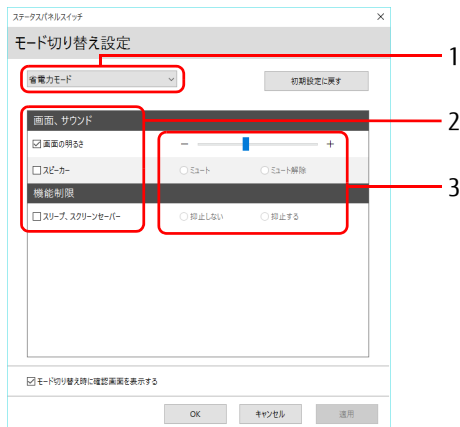 ステータスパネルスイッチ
モード切り替え設定
1
省電力モード
初期設定に戻す
画面、サウンド
2
画面の明るさ
− +
スピーカー
ミュート
ミュート解除
3
機能制限
スリープ、スクリーンセーバー
抑止しない
抑止する
モード切り替え時に確認画面を表示する
OK
キャンセル
適用